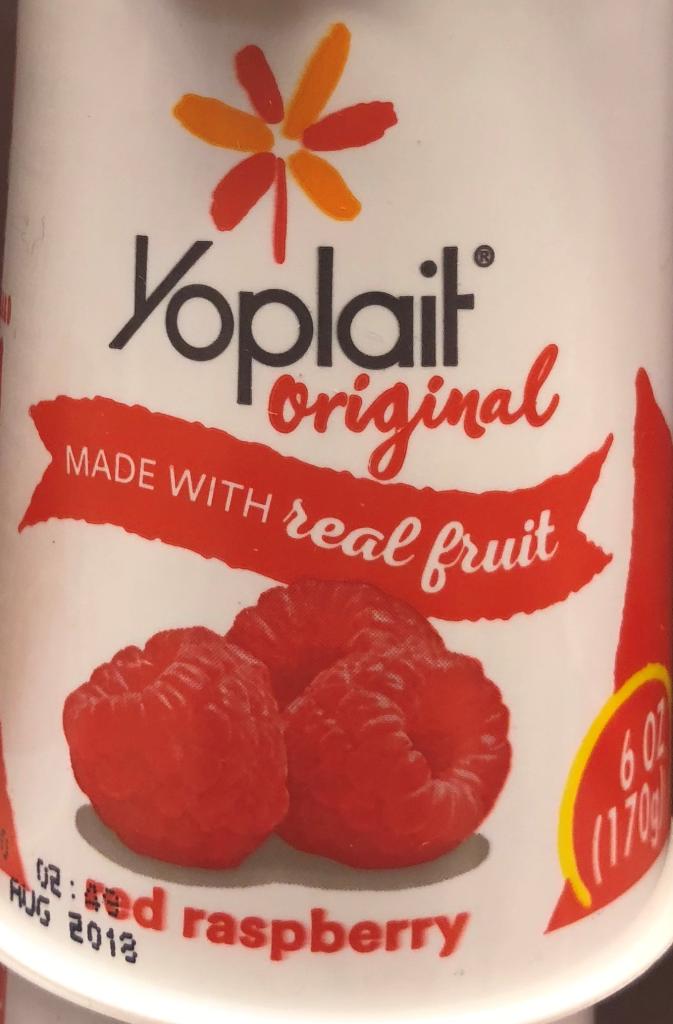 Yoplait®
original
MADE WITH real fruit
6 OZ
(170g)
red raspberry
02:
AUG 2018